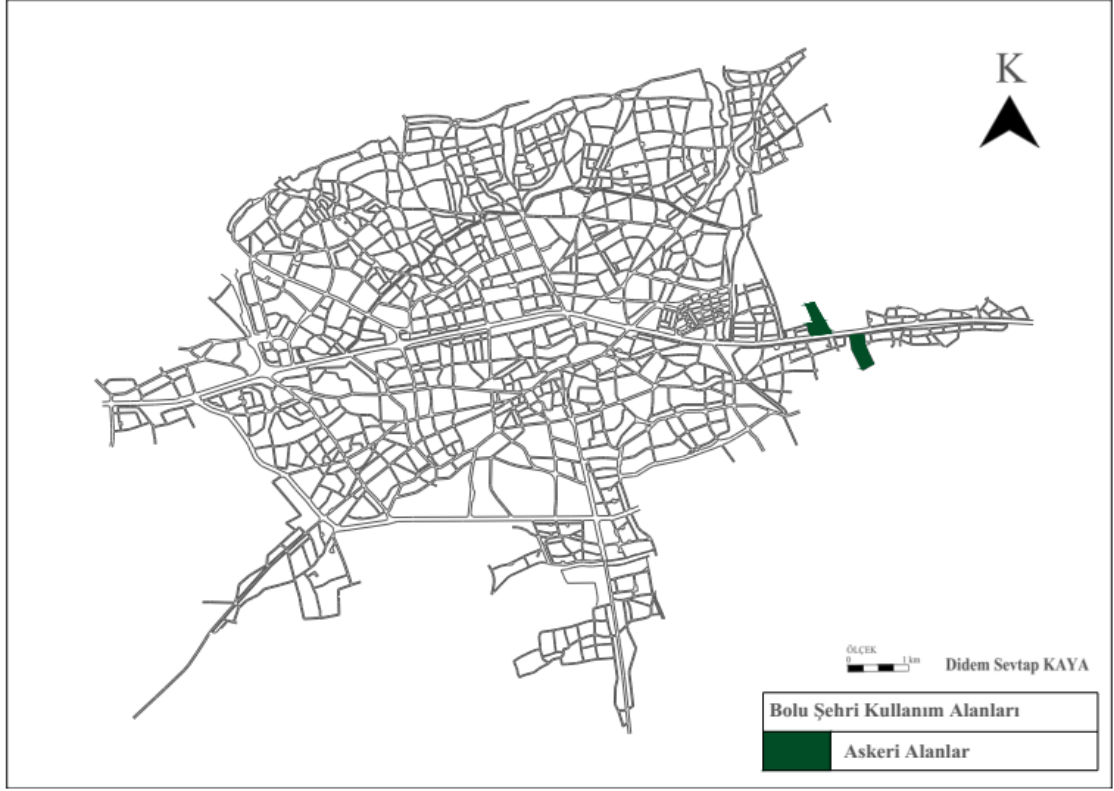 K
ÖLÇEK
0 1 km
Didem Sevtap KAYA
Bolu Şehri Kullanım Alanları
Askeri Alanlar